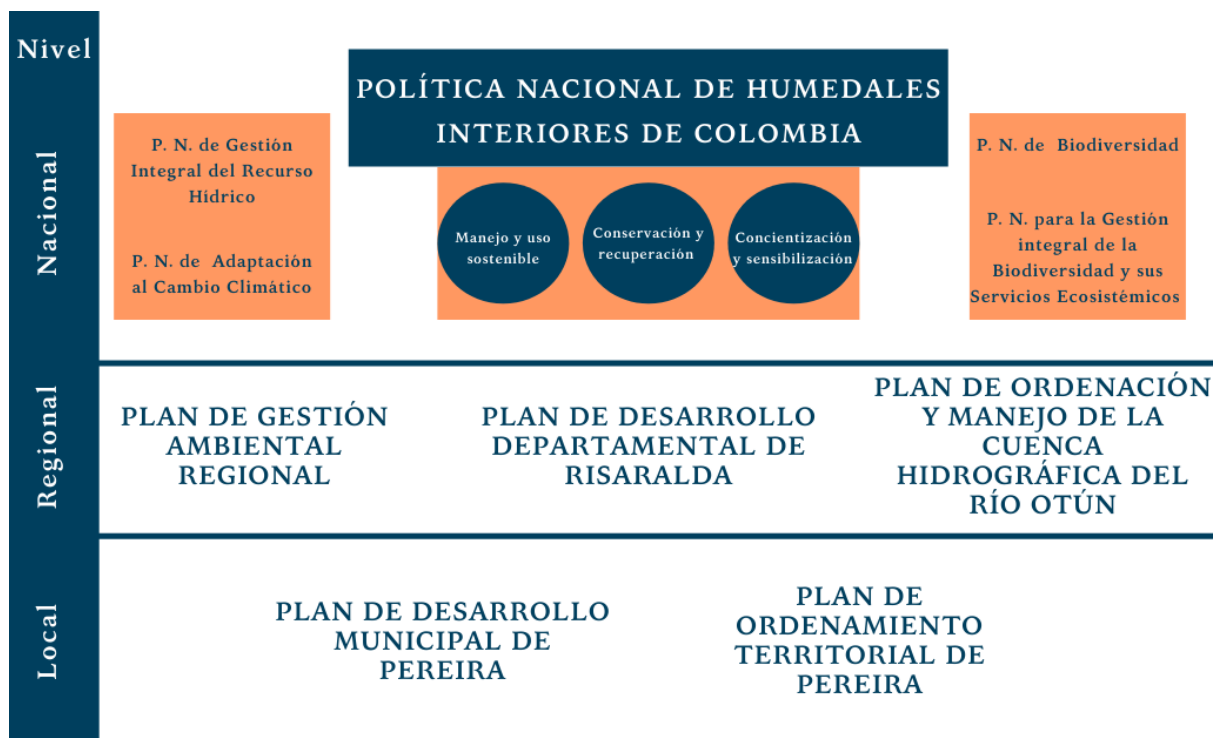 Nivel
Nacional
POLÍTICA NACIONAL DE HUMEDALES
INTERIORES DE COLOMBIA
P. N. de Gestión
Integral del Recurso
Hídrico
P. N. de Adaptación
al Cambio Climático
Manejo y uso
sostenible
Conservación y
recuperación
Concientización
y sensibilización
P. N. de Biodiversidad
P. N. para la Gestión
integral de la
Biodiversidad y sus
Servicios Ecosistémicos
Regional
PLAN DE GESTIÓN
AMBIENTAL
REGIONAL
PLAN DE DESARROLLO
DEPARTAMENTAL DE
RISARALDA
PLAN DE ORDENACIÓN
Y MANEJO DE LA
CUENCA
HIDROGRÁFICA DEL
RÍO OTÚN
Local
PLAN DE DESARROLLO
MUNICIPAL DE
PEREIRA
PLAN DE
ORDENAMIENTO
TERRITORIAL DE
PEREIRA